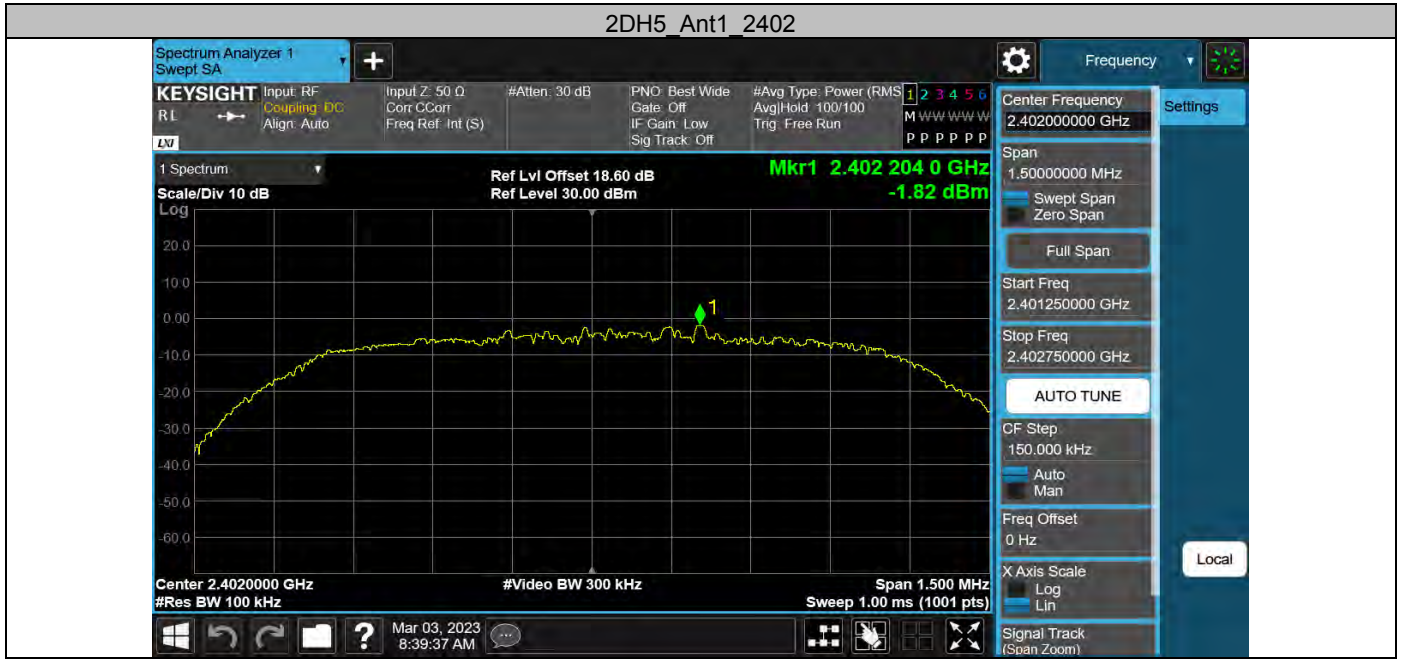 2DH5_Ant1_2402
Spectrum Analyzer 1
Swept SA
Frequency
KEYSIGHT
RL
LXI
Input: RF
Coupling: DC
Align: Auto
Input Z: 50 Ω
Corr CCorr
Freq Ref: Int (S)
#Atten: 30 dB
PNO: Best Wide
Gate: Off
IF Gain: Low
Sig Track: Off
#Avg Type: Power (RMS
Avg|Hold: 100/100
Trig: Free Run
1 2 3 4 5 6
M W W W W W
P P P P P P
1 Spectrum
Scale/Div 10 dB
Log
Ref Lvl Offset 18.60 dB
Ref Level 30.00 dBm
Mkr1 2.402 204 0 GHz
-1.82 dBm
20.0
10.0
0.00
-10.0
-20.0
-30.0
-40.0
-50.0
-60.0
1
Center 2.4020000 GHz
#Res BW 100 kHz
#Video BW 300 kHz
Span 1.500 MHz
Sweep 1.00 ms (1001 pts)
Mar 03, 2023
8:39:37 AM
?
Center Frequency
2.402000000 GHz
Settings
Span
1.50000000 MHz
Swept Span
Zero Span
Full Span
Start Freq
2.401250000 GHz
Stop Freq
2.402750000 GHz
AUTO TUNE
CF Step
150.000 kHz
Auto
Man
Freq Offset
0 Hz
X Axis Scale
Log
Lin
Signal Track
(Span Zoom)
Local